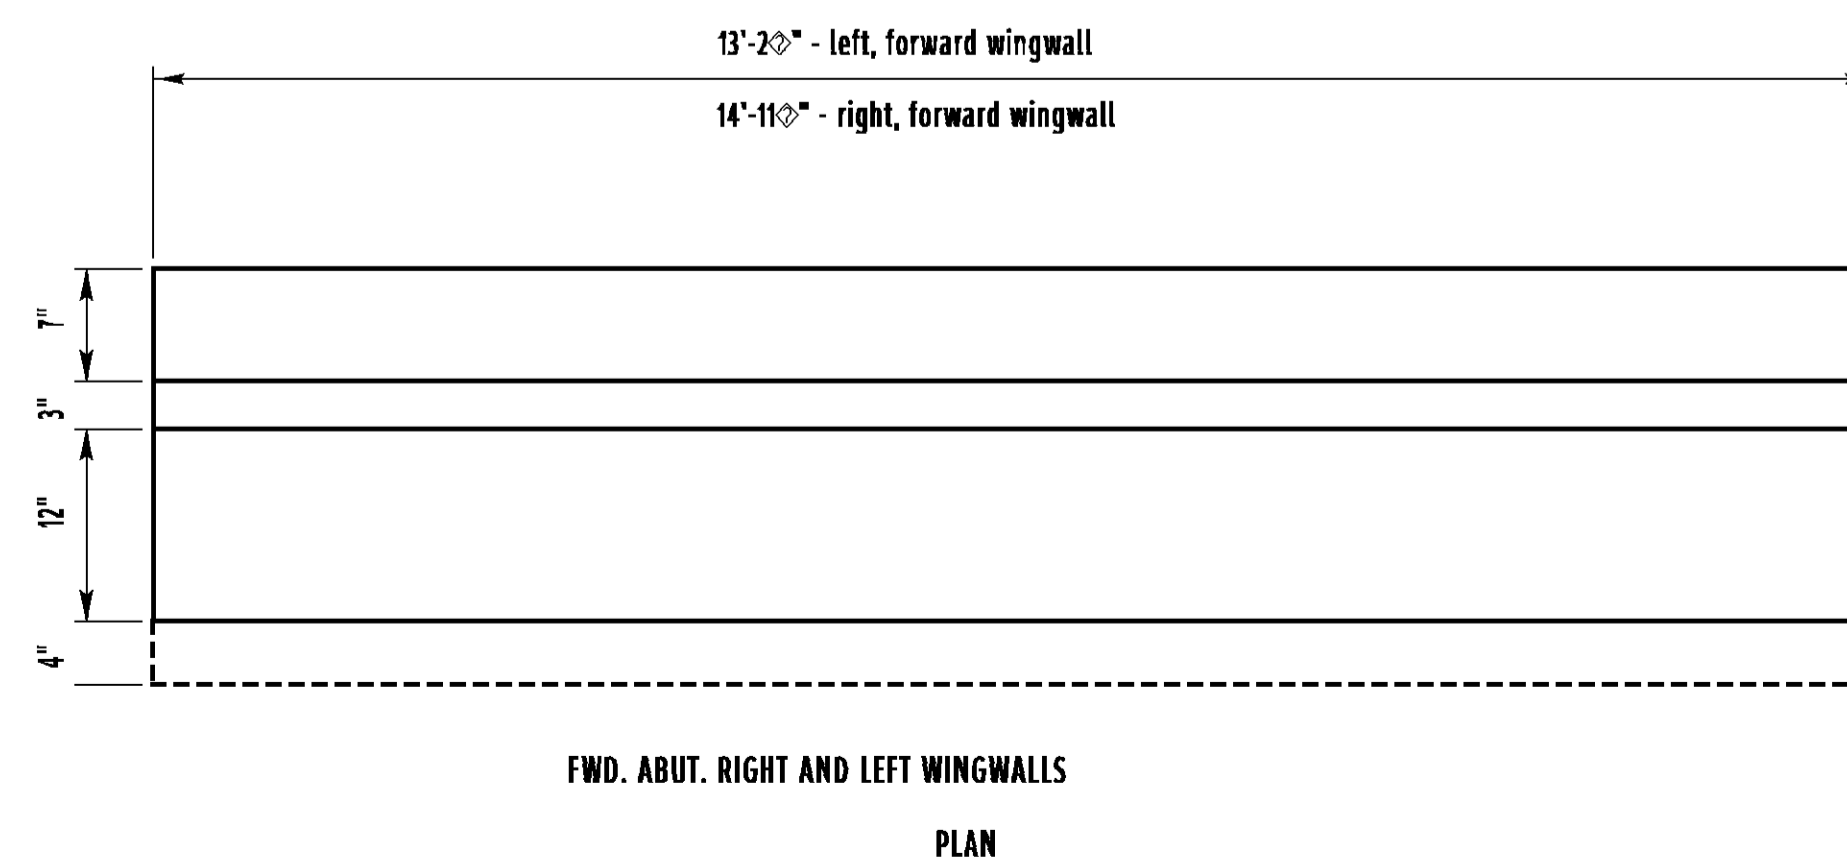 13'-2�" - left, forward wingwall
14'-11�" - right, forward wingwall
7"
3"
12"
4"
FWD. ABUT. RIGHT AND LEFT WINGWALLS
PLAN